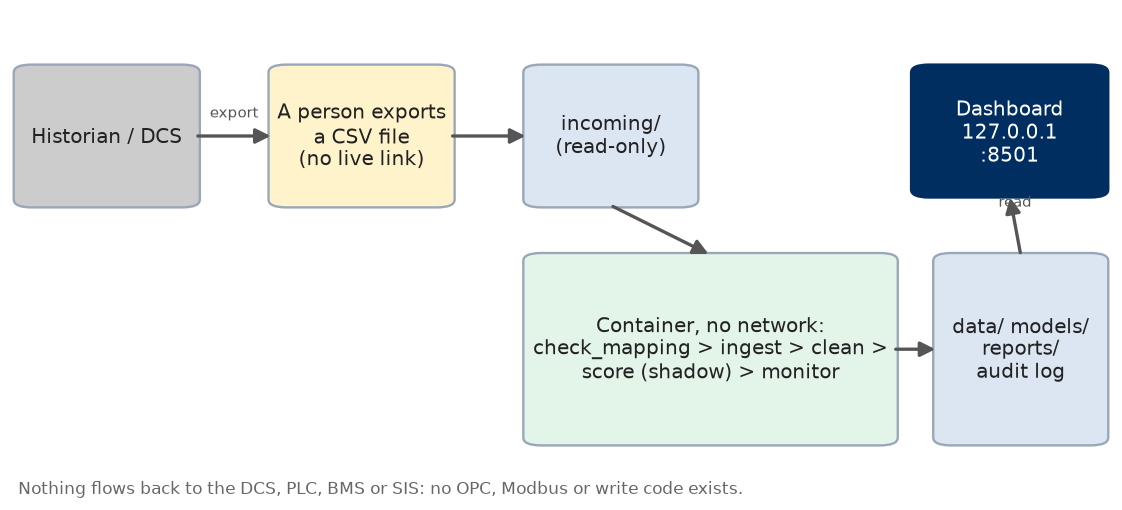 Historian / DCS
export
A person exports
a CSV file
(no live link)
incoming/
(read-only)
Dashboard
127.0.0.1
:8501
read
Container, no network:
check_mapping > ingest > clean >
score (shadow) > monitor
data/ models/
reports/
audit log
Nothing flows back to the DCS, PLC, BMS or SIS: no OPC, Modbus or write code exists.